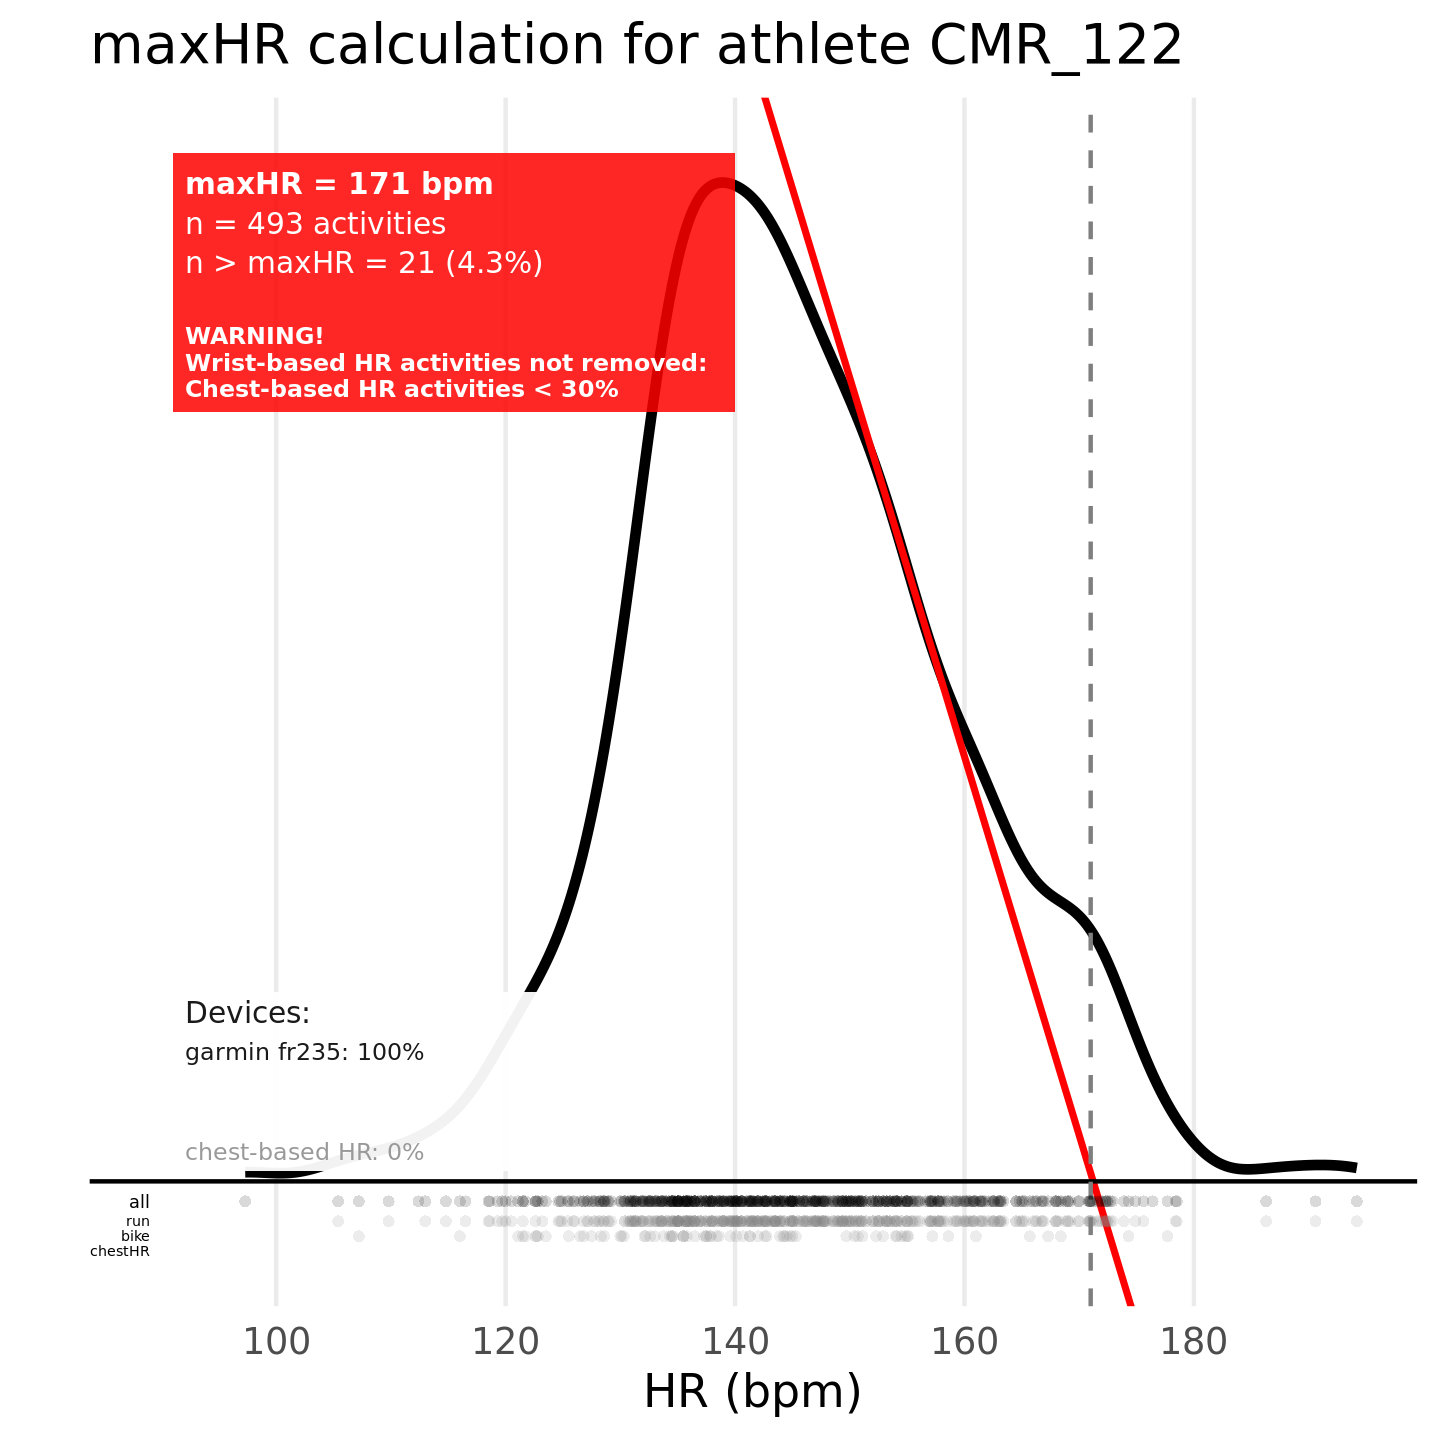 maxHR calculation for athlete CMR_122
maxHR = 171 bpm
n = 493 activities
n > maxHR = 21 (4.3%)
WARNING!
Wrist-based HR activities not removed:
Chest-based HR activities < 30%
Devices:
garmin fr235: 100%
chest-based HR: 0%
all
run
bike
chestHR
100 120 140 160 180
HR (bpm)